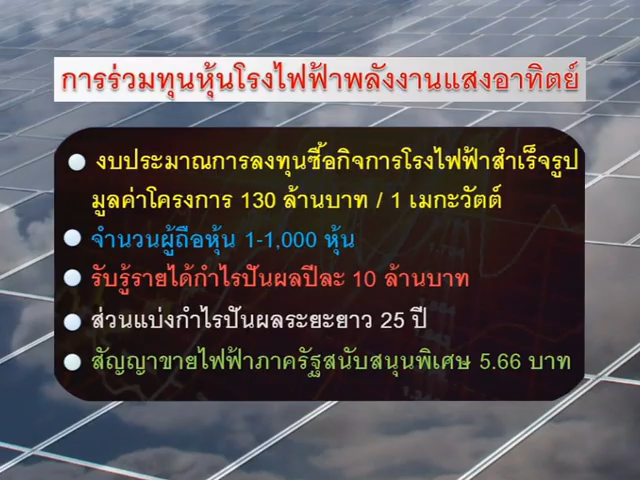 การร่วมทุนหุ้นโรงไฟฟ้าพลังงานแสงอาทิตย์
งบประมาณการลงทุนซื้อกิจการโรงไฟฟ้าสำเร็จรูป
มูลค่าโครงการ 130 ล้านบาท / 1 เมกะวัตต์
จำนวนผู้ถือหุ้น 1-1,000 หุ้น
รับรู้รายได้กำไรปันผลปีละ 10 ล้านบาท
ส่วนแบ่งกำไรปันผลระยะยาว 25 ปี
สัญญาขายไฟฟ้าภาครัฐสนับสนุนพิเศษ 5.66 บาท